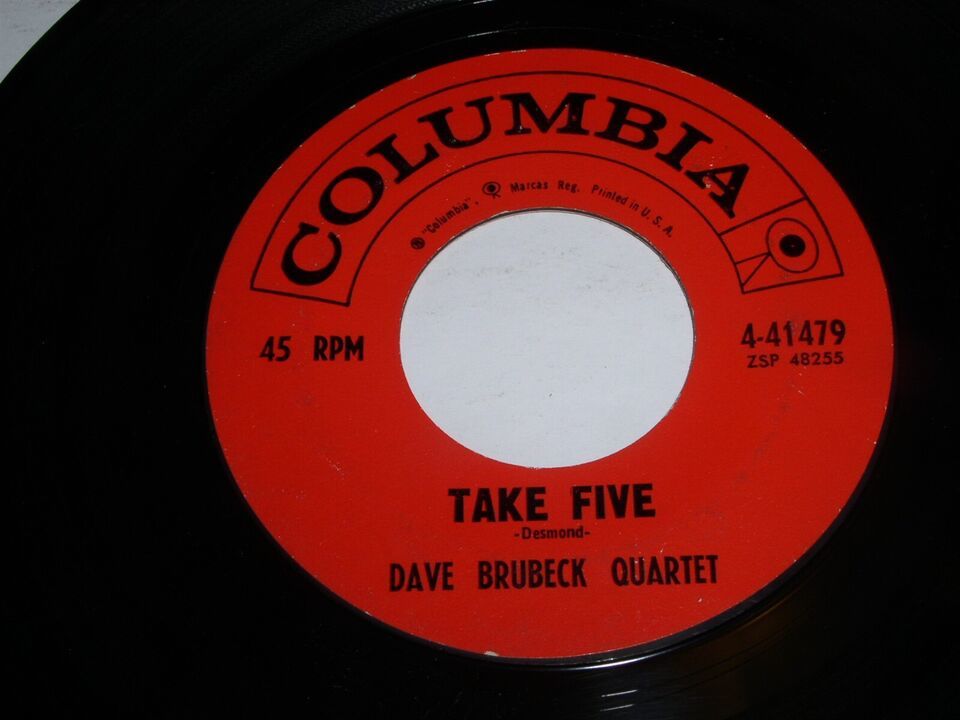 COLUMBIA
® "Columbia", Marcas Reg. Printed in U. S. A.
45 RPM
4-41479
ZSP 48255
TAKE FIVE
-Desmond-
DAVE BRUBECK QUARTET